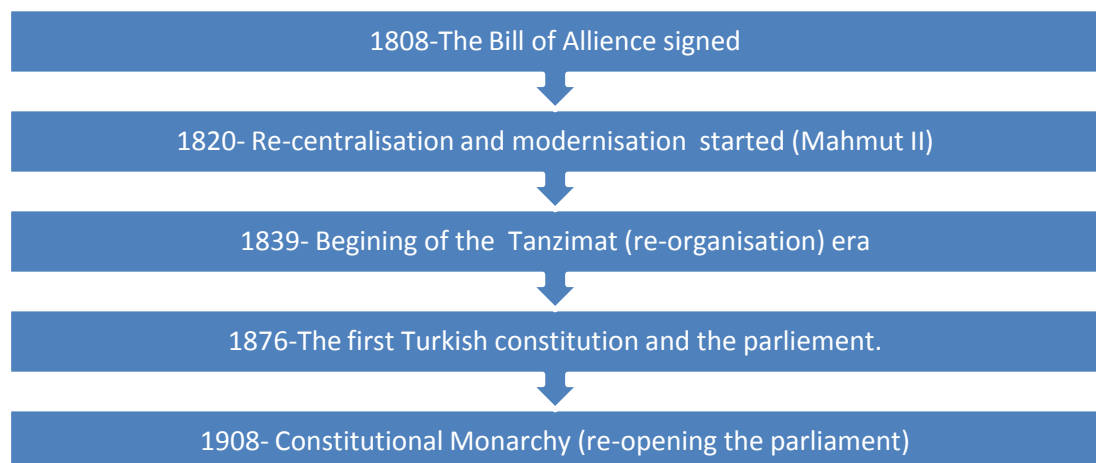 1808-The Bill of Allience signed
1820- Re-centralisation and modernisation  started (Mahmut II)
1839- Begining of the  Tanzimat (re-organisation) era
1876-The first Turkish constitution and the parliement.
1908- Constitutional Monarchy (re-opening the parliament)